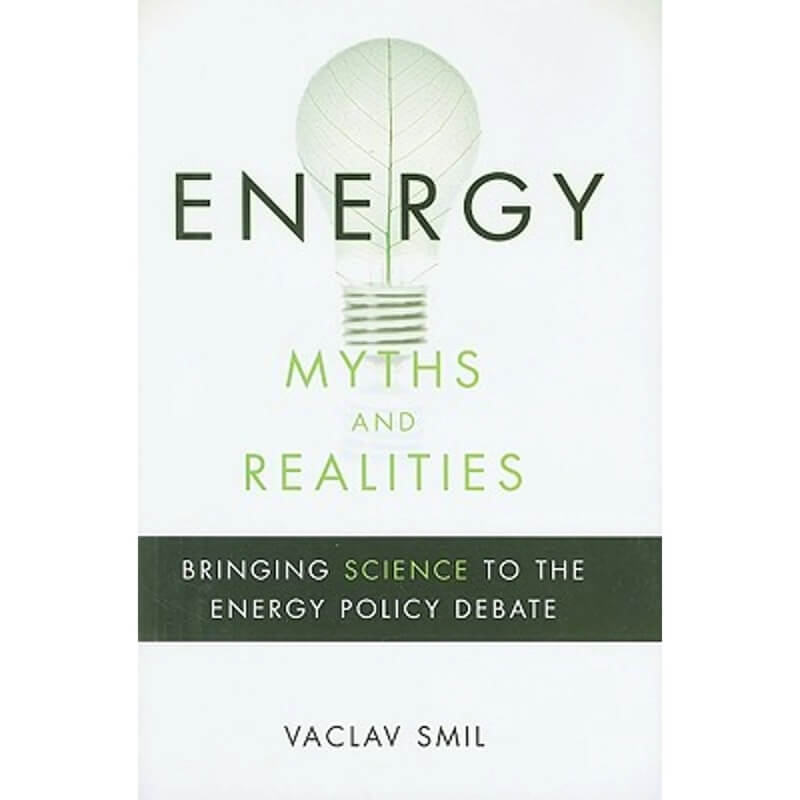 ENERGY
MYTHS
AND
REALITIES
BRINGING SCIENCE TO THE
ENERGY POLICY DEBATE
VACLAV SMIL